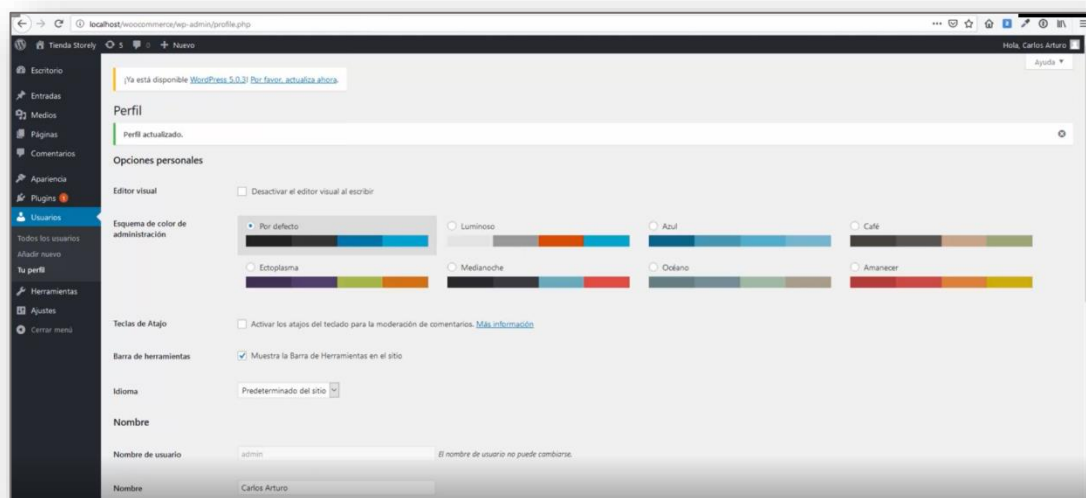 localhost/woocommerce/wp-admin/profile.php
Tienda Storely 5 0 + Nuevo Hola, Carlos Arturo
Ayuda
Escritorio
Entradas
Medios
Páginas
Comentarios
Apariencia
Plugins 1
Usuarios
Todos los usuarios
Añadir nuevo
Tu perfil
Herramientas
Ajustes
Cerrar menú
¡Ya está disponible WordPress 5.0.3! Por favor, actualiza ahora.
Perfil
Perfil actualizado.
Opciones personales
Editor visual Desactivar el editor visual al escribir
Esquema de color de
administración
Por defecto Luminoso Azul Café
Ectoplasma Medianoche Océano Amanecer
Teclas de Atajo Activar los atajos del teclado para la moderación de comentarios. Más información
Barra de herramientas Muestra la Barra de Herramientas en el sitio
Idioma Predeterminado del sitio
Nombre
Nombre de usuario admin El nombre de usuario no puede cambiarse.
Nombre Carlos Arturo